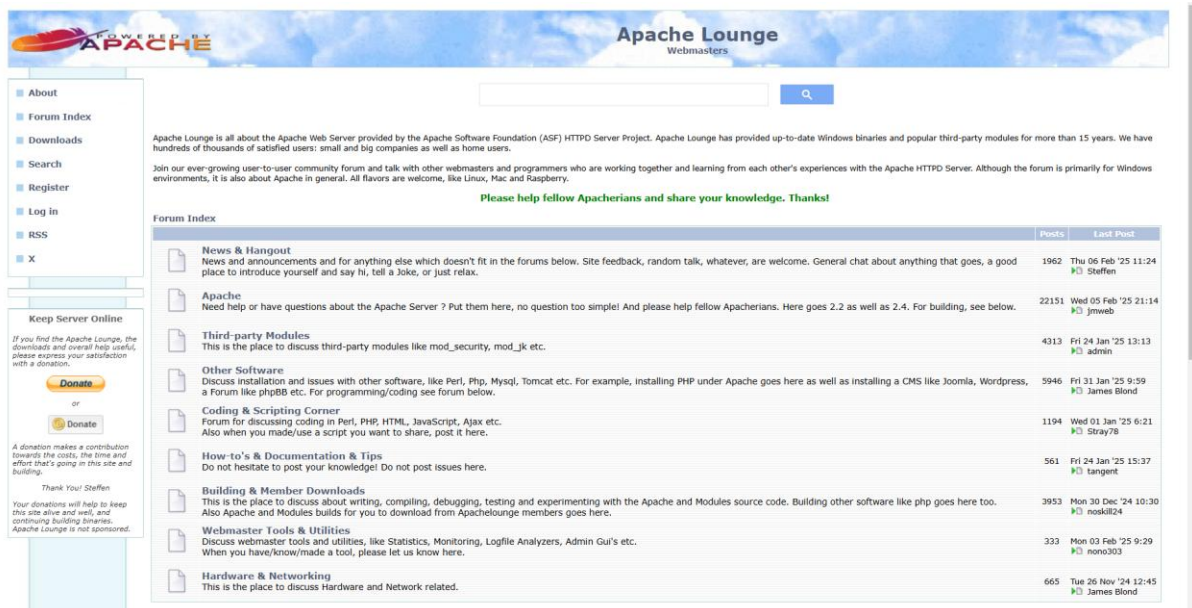 POWERED BY
APACHE
Apache Lounge
Webmasters
About
Forum Index
Downloads
Search
Register
Log in
RSS
X
Keep Server Online
If you find the Apache Lounge, the
downloads and overall help useful,
please express your satisfaction
with a donation.
Donate
or
Donate
A donation makes a contribution
towards the costs, the time and
effort that's going in this site and
building.
Thank You! Steffen
Your donations will help to keep
this site alive and well, and
continuing building binaries.
Apache Lounge is not sponsored.
Apache Lounge is all about the Apache Web Server provided by the Apache Software Foundation (ASF) HTTPD Server Project. Apache Lounge has provided up-to-date Windows binaries and popular third-party modules for more than 15 years. We have
hundreds of thousands of satisfied users: small and big companies as well as home users.
Join our ever-growing user-to-user community forum and talk with other webmasters and programmers who are working together and learning from each other's experiences with the Apache HTTPD Server. Although the forum is primarily for Windows
environments, it is also about Apache in general. All flavors are welcome, like Linux, Mac and Raspberry.
Please help fellow Apacherians and share your knowledge. Thanks!
Forum Index
Posts Last Post
News & Hangout
News and announcements and for anything else which doesn't fit in the forums below. Site feedback, random talk, whatever, are welcome. General chat about anything that goes, a good
place to introduce yourself and say hi, tell a Joke, or just relax.
1962 Thu 06 Feb '25 11:24
Steffen
Apache
Need help or have questions about the Apache Server ? Put them here, no question too simple! And please help fellow Apacherians. Here goes 2.2 as well as 2.4. For building, see below.
22151 Wed 05 Feb '25 21:14
jmweb
Third-party Modules
This is the place to discuss third-party modules like mod_security, mod_jk etc.
4313 Fri 24 Jan '25 13:13
admin
Other Software
Discuss installation and issues with other software, like Perl, Php, Mysql, Tomcat etc. For example, installing PHP under Apache goes here as well as installing a CMS like Joomla, Wordpress,
a Forum like phpBB etc. For programming/coding see forum below.
5946 Fri 31 Jan '25 9:59
James Blond
Coding & Scripting Corner
Forum for discussing coding in Perl, PHP, HTML, JavaScript, Ajax etc.
Also when you made/use a script you want to share, post it here.
1194 Wed 01 Jan '25 6:21
Stray78
How-to's & Documentation & Tips
Do not hesitate to post your knowledge! Do not post issues here.
561 Fri 24 Jan '25 15:37
tangent
Building & Member Downloads
This is the place to discuss about writing, compiling, debugging, testing and experimenting with the Apache and Modules source code. Building other software like php goes here too.
Also Apache and Modules builds for you to download from Apachelounge members goes here.
3953 Mon 30 Dec '24 10:30
noskill24
Webmaster Tools & Utilities
Discuss webmaster tools and utilities, like Statistics, Monitoring, Logfile Analyzers, Admin Gui's etc.
When you have/know/made a tool, please let us know here.
333 Mon 03 Feb '25 9:29
nono303
Hardware & Networking
This is the place to discuss Hardware and Network related.
665 Tue 26 Nov '24 12:45
James Blond